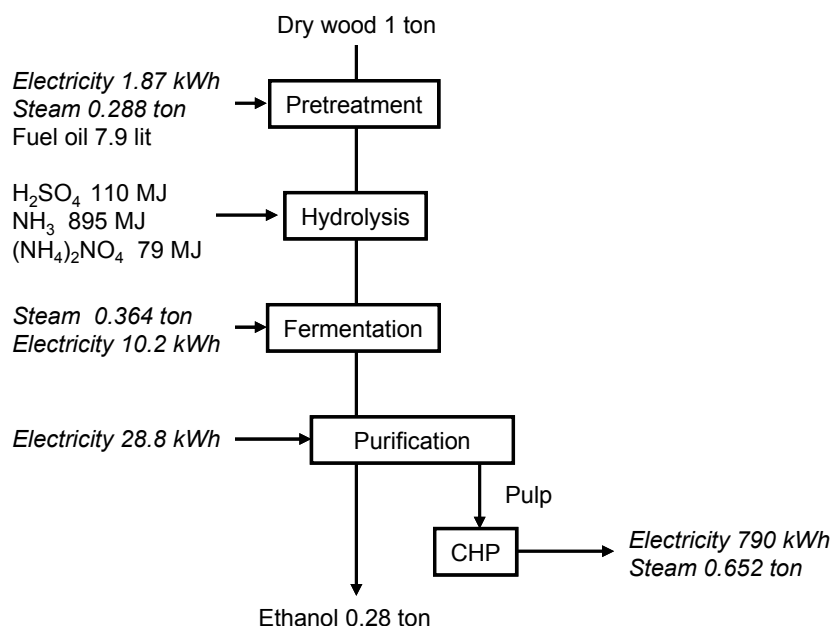 Dry wood 1 ton
Electricity 1.87 kWh
Steam 0.288 ton
Fuel oil 7.9 lit
Pretreatment
H₂SO₄ 110 MJ
NH₃ 895 MJ
(NH₄)₂NO₄ 79 MJ
Hydrolysis
Steam 0.364 ton
Electricity 10.2 kWh
Fermentation
Electricity 28.8 kWh
Purification
Pulp
CHP
Electricity 790 kWh
Steam 0.652 ton
Ethanol 0.28 ton